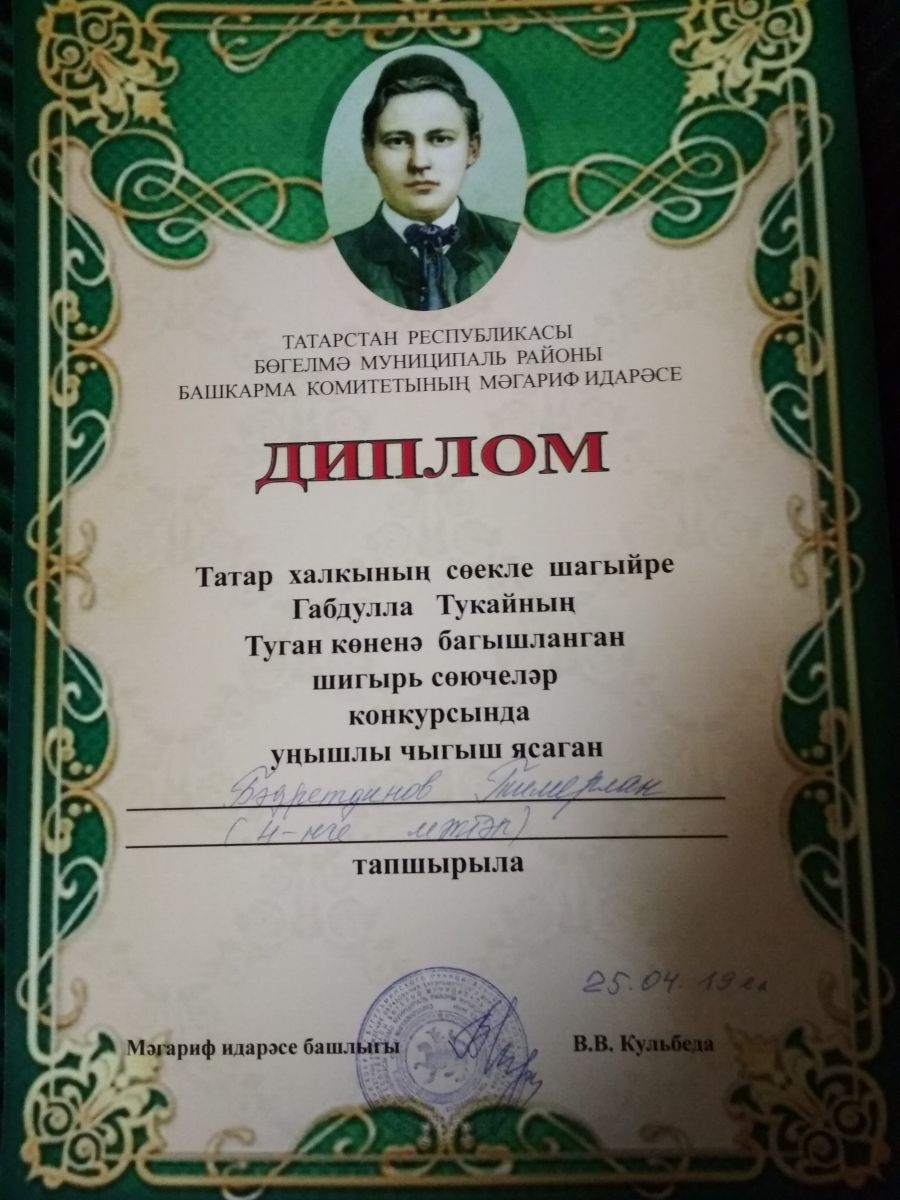 ТАТАРСТАН РЕСПУБЛИКАСЫ
БӨГЕЛМӘ МУНИЦИПАЛЬ РАЙОНЫ
БАШКАРМА КОМИТЕТЫНЫҢ МӘГАРИФ ИДАРӘСЕ
ДИПЛОМ
Татар халкының сөекле шагыйре
Габдулла Тукайның
Туган көненә багышланган
шигырь сөючеләр
конкурсында
уңышлы чыгыш ясаган
Бәдретдинов Тимерлан
(4-нче мәктәп)
тапшырыла
25.04.19
Мәгариф идарәсе башлыгы В.В. Кульбеда